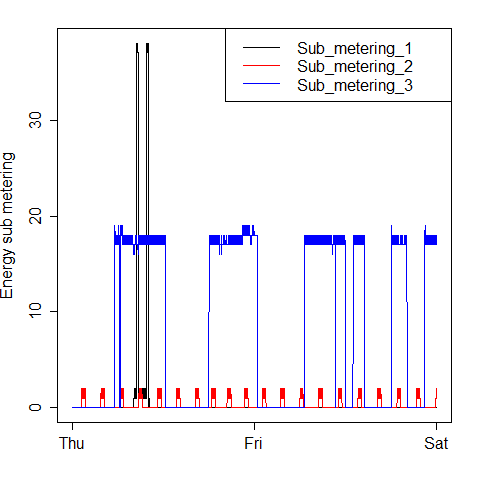 Sub_metering_1
Sub_metering_2
Sub_metering_3
Energy sub metering
30
20
10
0
Thu Fri Sat